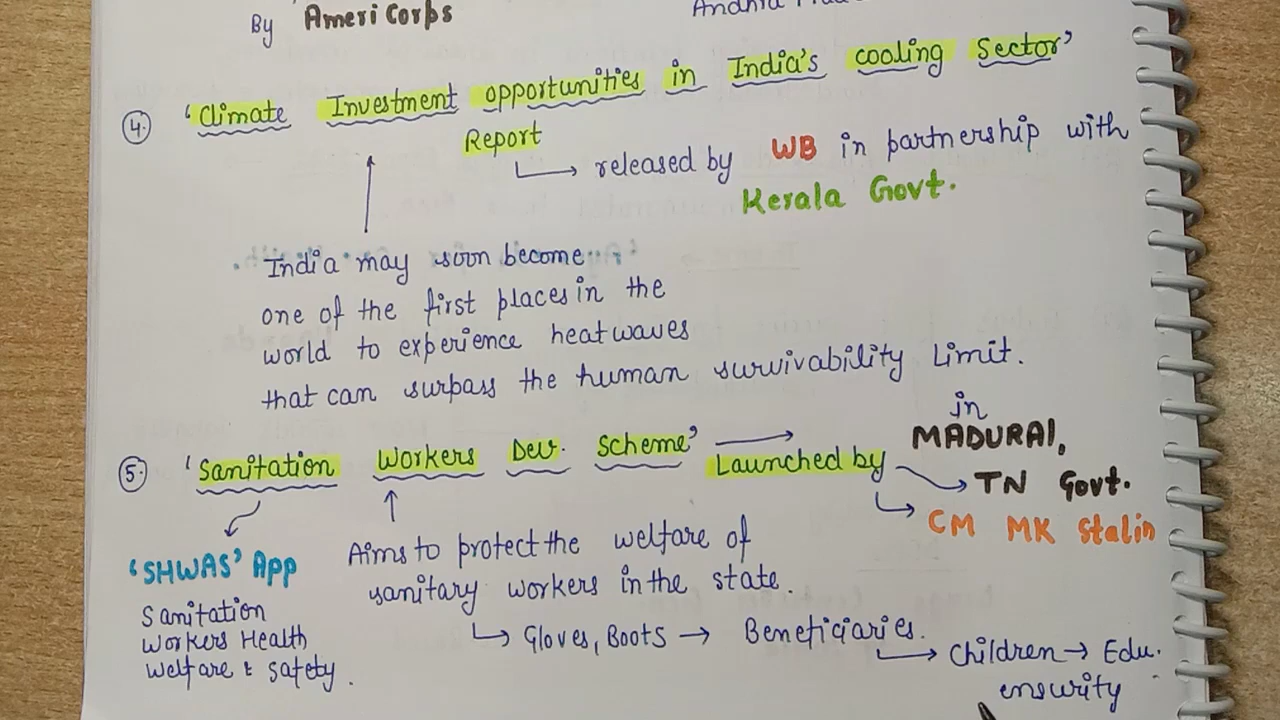 By AmeriCorps
Andhra
4. 'Climate Investment opportunities in India's cooling Sector'
Report
released by WB in partnership with
Kerala Govt.
India may soon become
one of the first places in the
world to experience heatwaves
that can surpass the human survivability Limit.
5. 'Sanitation Workers Dev. Scheme' Launched by
in
MADURAI,
TN Govt.
CM MK Stalin
'SHWAS' App
Sanitation
Workers Health
Welfare & safety.
Aims to protect the welfare of
sanitary workers in the state.
Gloves, Boots → Beneficiaries.
Children → Edu.
ensurity